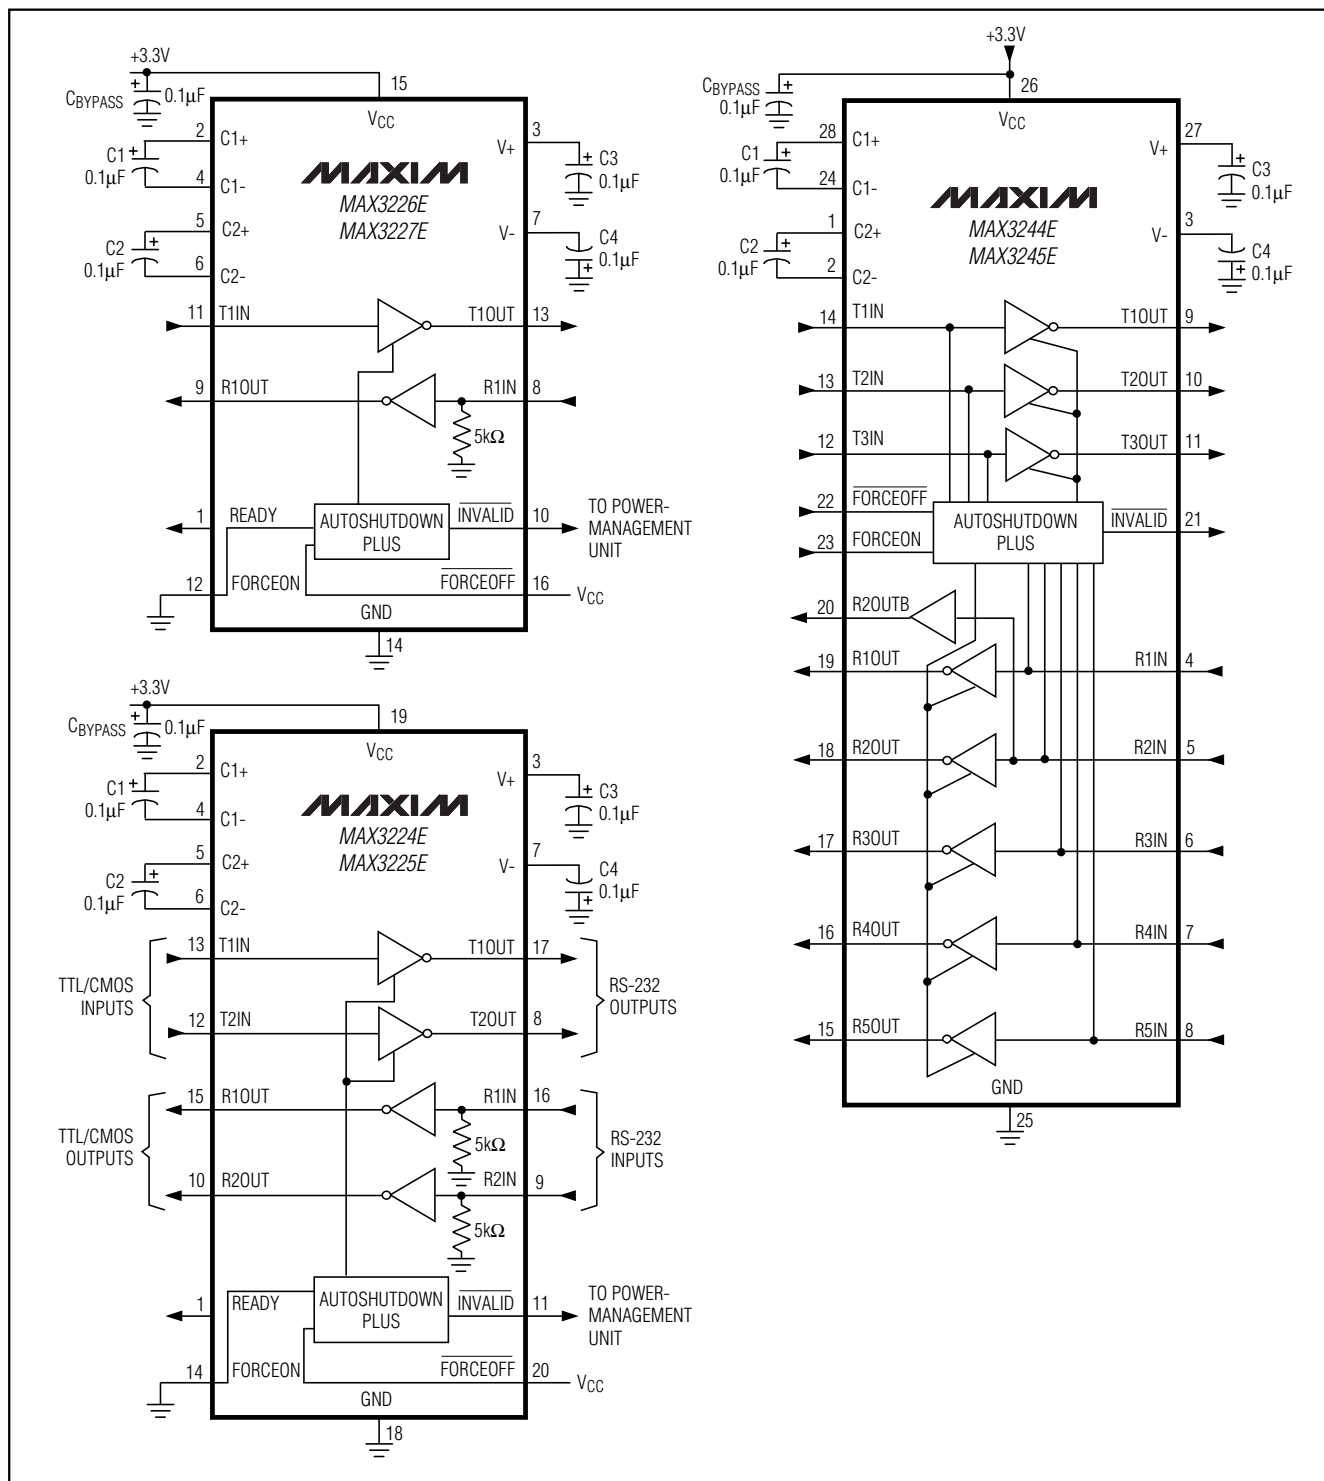 +3.3V
CBYPASS
0.1µF
15
VCC
2
C1+
C1
0.1µF
4
C1-
5
C2+
C2
0.1µF
6
C2-
3
V+
C3
0.1µF
7
V-
C4
0.1µF
MAXIM
MAX3226E
MAX3227E
11
T1IN
T1OUT
13
9
R1OUT
R1IN
8
5kΩ
1
READY
AUTOSHUTDOWN
PLUS
INVALID
10
TO POWER-
MANAGEMENT
UNIT
12
FORCEON
FORCEOFF
16
VCC
GND
14
+3.3V
CBYPASS
0.1µF
19
VCC
2
C1+
C1
0.1µF
4
C1-
5
C2+
C2
0.1µF
6
C2-
3
V+
C3
0.1µF
7
V-
C4
0.1µF
MAXIM
MAX3224E
MAX3225E
TTL/CMOS
INPUTS
13
T1IN
T1OUT
17
12
T2IN
T2OUT
8
RS-232
OUTPUTS
TTL/CMOS
OUTPUTS
15
R1OUT
R1IN
16
5kΩ
10
R2OUT
R2IN
9
5kΩ
RS-232
INPUTS
1
READY
AUTOSHUTDOWN
PLUS
INVALID
11
TO POWER-
MANAGEMENT
UNIT
14
FORCEON
FORCEOFF
20
VCC
GND
18
+3.3V
CBYPASS
0.1µF
26
VCC
28
C1+
C1
0.1µF
24
C1-
1
C2+
C2
0.1µF
2
C2-
27
V+
C3
0.1µF
3
V-
C4
0.1µF
MAXIM
MAX3244E
MAX3245E
14
T1IN
T1OUT
9
13
T2IN
T2OUT
10
12
T3IN
T3OUT
11
22
FORCEOFF
23
FORCEON
AUTOSHUTDOWN
PLUS
INVALID
21
20
R2OUTB
19
R1OUT
R1IN
4
18
R2OUT
R2IN
5
17
R3OUT
R3IN
6
16
R4OUT
R4IN
7
15
R5OUT
R5IN
8
GND
25